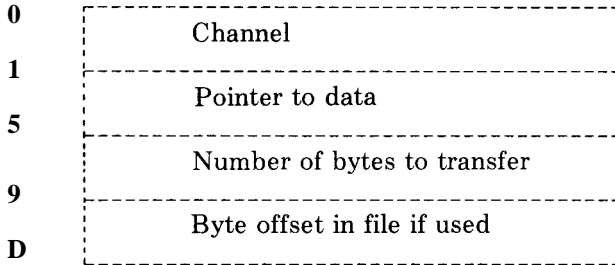 0
Channel
1
Pointer to data
5
Number of bytes to transfer
9
Byte offset in file if used
D